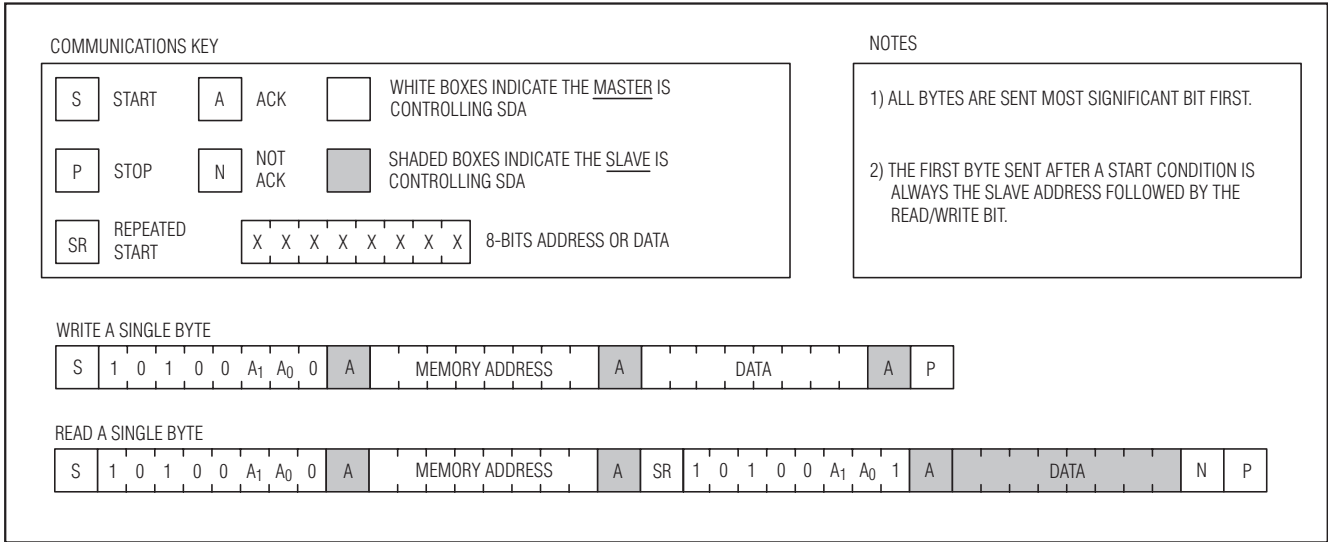 COMMUNICATIONS KEY
S START
A ACK
WHITE BOXES INDICATE THE MASTER IS
CONTROLLING SDA
P STOP
N NOT
ACK
SHADED BOXES INDICATE THE SLAVE IS
CONTROLLING SDA
SR REPEATED
START
X X X X X X X X 8-BITS ADDRESS OR DATA
NOTES
1) ALL BYTES ARE SENT MOST SIGNIFICANT BIT FIRST.
2) THE FIRST BYTE SENT AFTER A START CONDITION IS
ALWAYS THE SLAVE ADDRESS FOLLOWED BY THE
READ/WRITE BIT.
WRITE A SINGLE BYTE
S 1 0 1 0 0 A1 A0 0 A MEMORY ADDRESS A DATA A P
READ A SINGLE BYTE
S 1 0 1 0 0 A1 A0 0 A MEMORY ADDRESS A SR 1 0 1 0 0 A1 A0 1 A DATA N P